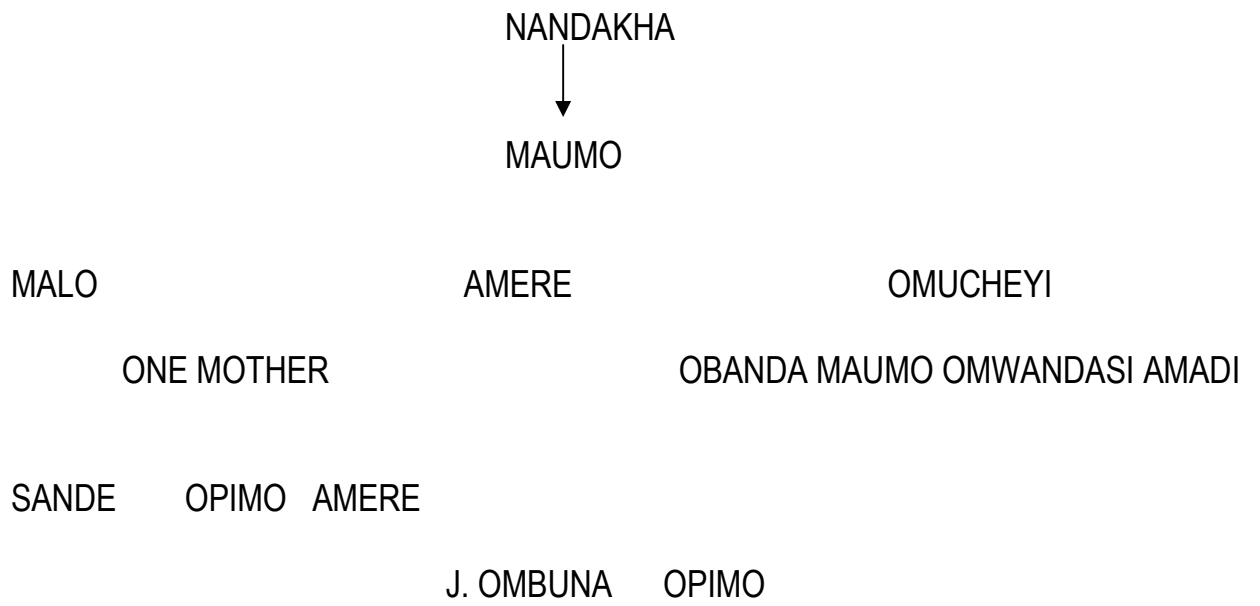 NANDAKHA
MAUMO
MALO AMERE OMUCHEYI
ONE MOTHER OBANDA MAUMO OMWANDASI AMADI
SANDE OPIMO AMERE
J. OMBUNA OPIMO